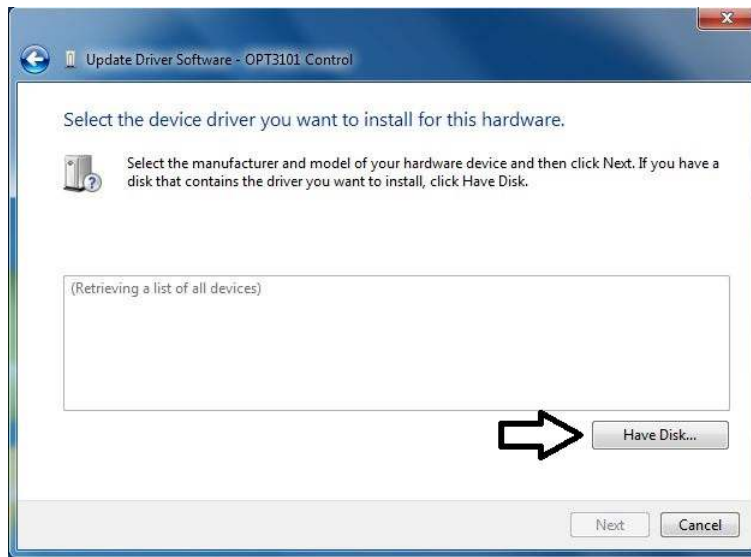 Update Driver Software - OPT3101 Control
Select the device driver you want to install for this hardware.
Select the manufacturer and model of your hardware device and then click Next. If you have a
disk that contains the driver you want to install, click Have Disk.
(Retrieving a list of all devices)
Have Disk...
Next
Cancel